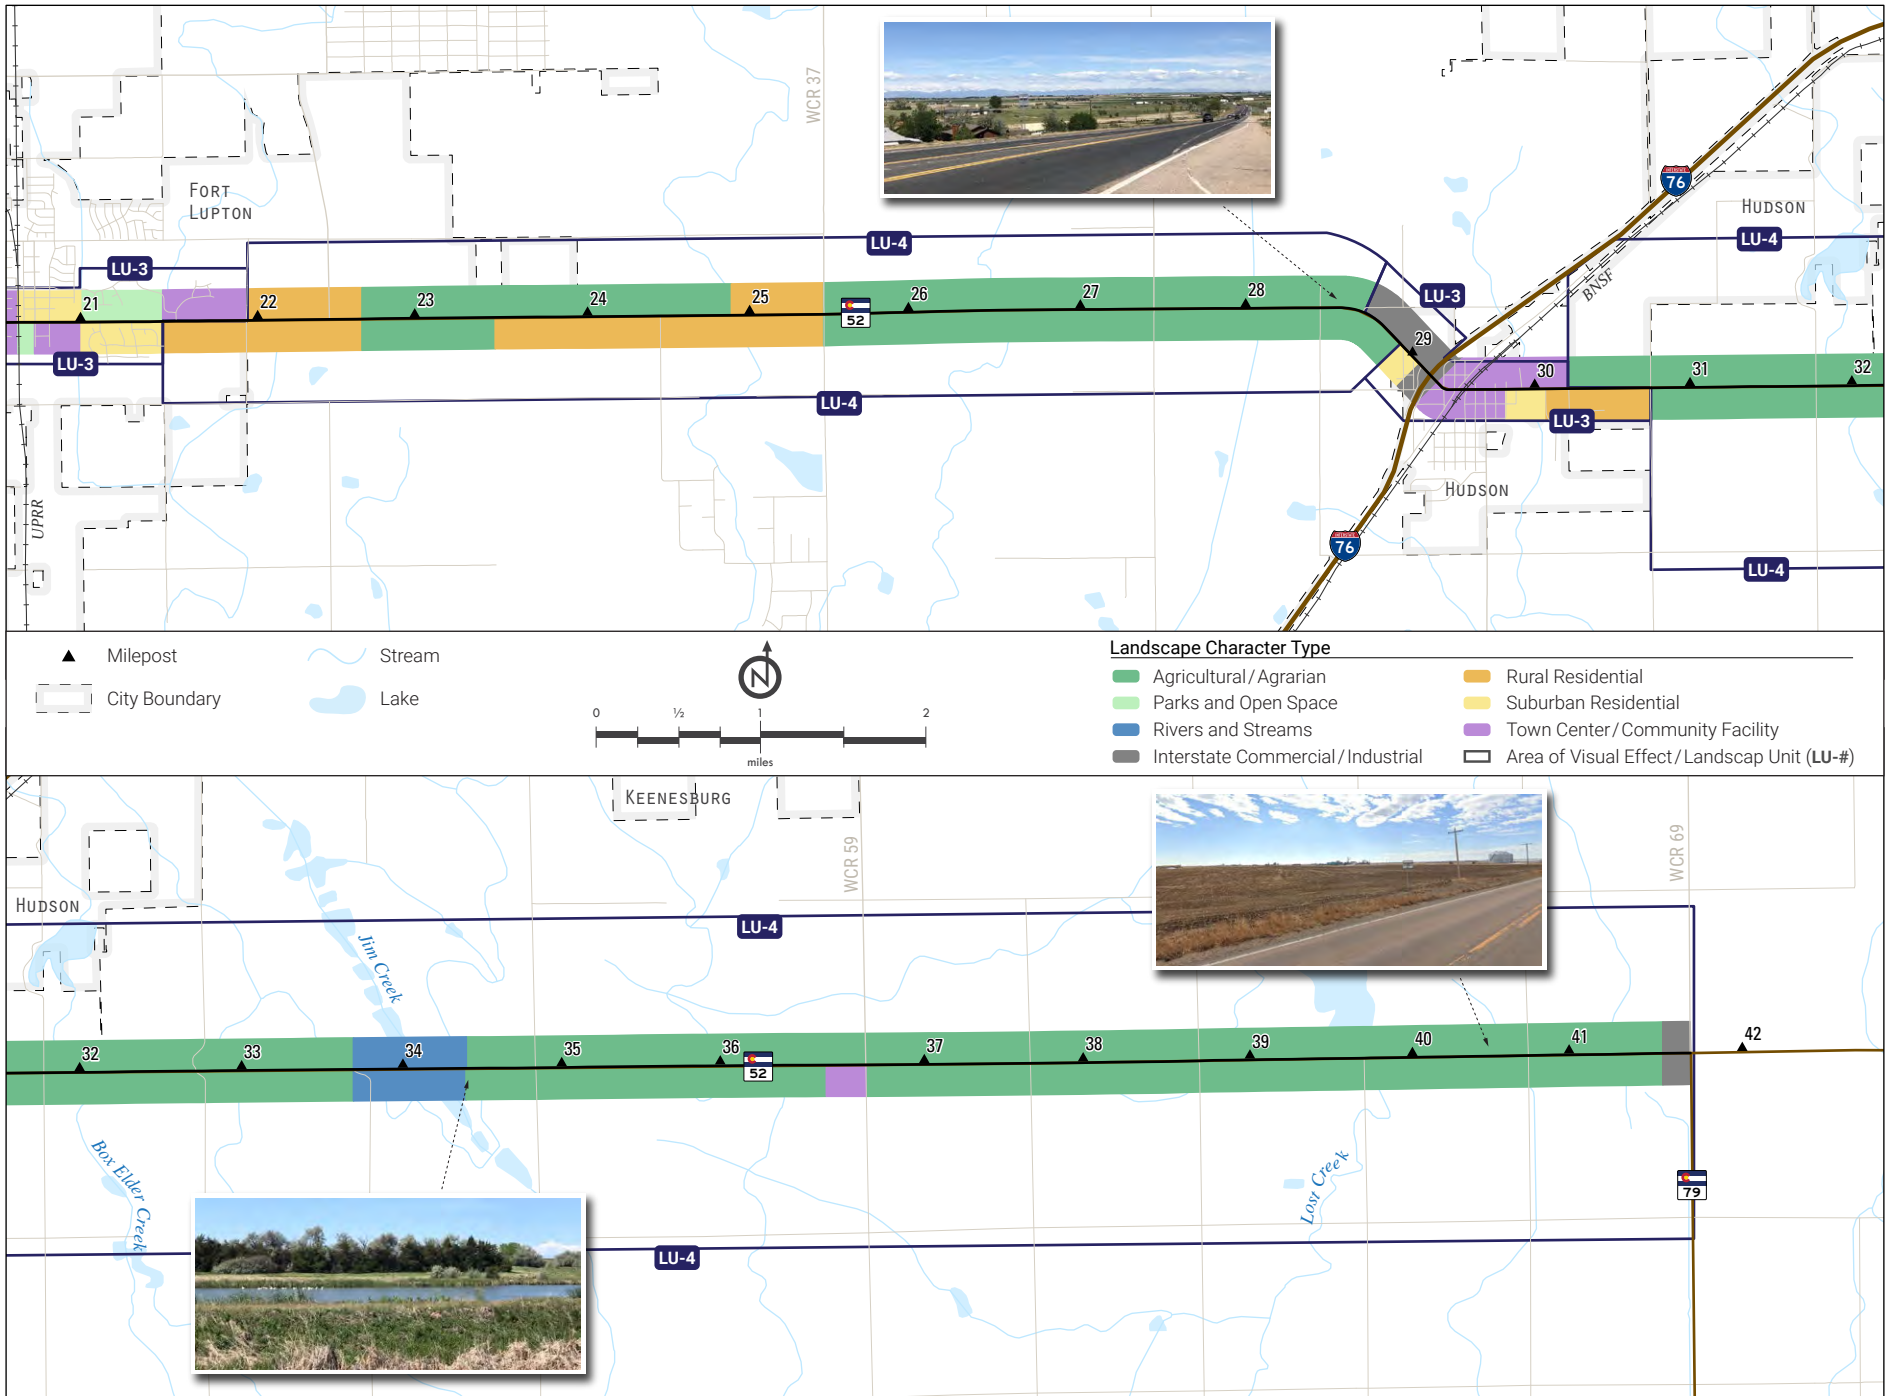 WCR 37
FORT
LUPTON
76
HUDSON
LU-4
LU-4
LU-3
BNSF
LU-3
21
22
23
24
25
52
26
27
28
29
30
31
32
LU-3
LU-4
LU-3
UPRR
HUDSON
76
LU-4
Milepost
Stream
City Boundary
Lake
N
0
½
1
2
miles
Landscape Character Type
Agricultural/Agrarian
Rural Residential
Parks and Open Space
Suburban Residential
Rivers and Streams
Town Center/Community Facility
Interstate Commercial/Industrial
Area of Visual Effect/Landscap Unit (LU-#)
KEENESBURG
WCR 59
WCR 69
HUDSON
LU-4
Jim Creek
32
33
34
35
36
52
37
38
39
40
41
42
Box Elder Creek
Lost Creek
79
LU-4